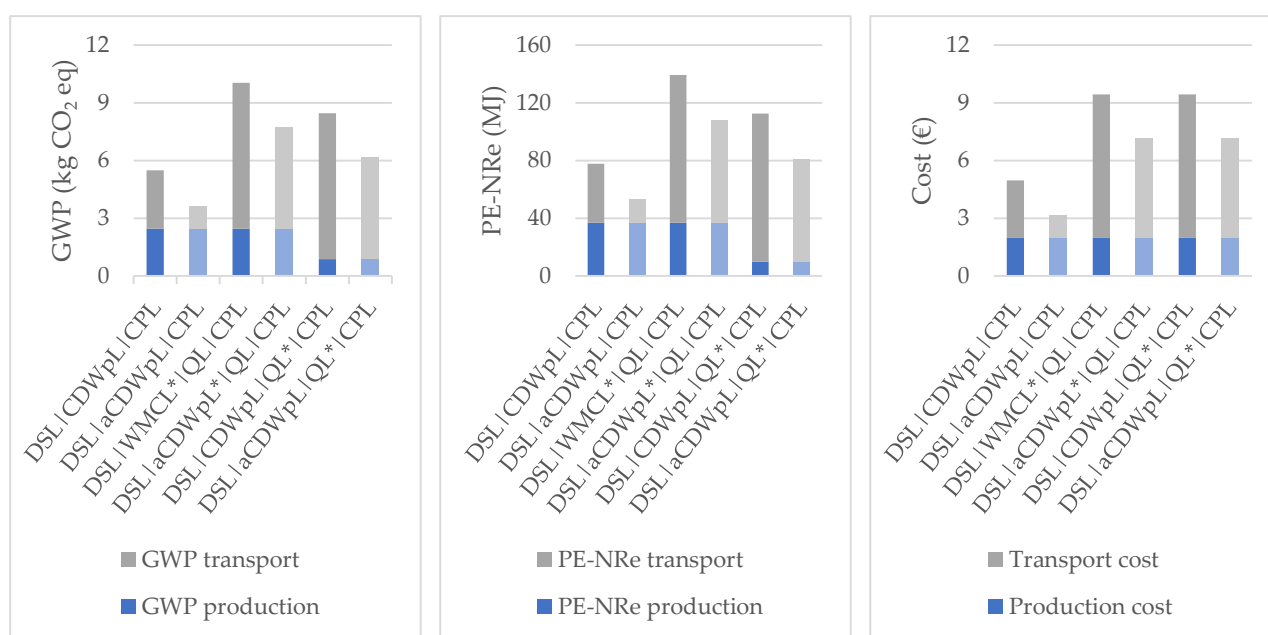 GWP (kg CO₂ eq)
12
9
6
3
0
DSL|CDWpL|CPL
DSL|aCDWpL|CPL
DSL|WMCL*|QL|CPL
DSL|aCDWpL*|QL|CPL
DSL|CDWpL|QL*|CPL
DSL|aCDWpL|QL*|CPL
GWP transport
GWP production
PE-NRe (MJ)
160
120
80
40
0
DSL|CDWpL|CPL
DSL|aCDWpL|CPL
DSL|WMCL*|QL|CPL
DSL|aCDWpL*|QL|CPL
DSL|CDWpL|QL*|CPL
DSL|aCDWpL|QL*|CPL
PE-NRe transport
PE-NRe production
Cost (€)
12
9
6
3
0
DSL|CDWpL|CPL
DSL|aCDWpL|CPL
DSL|WMCL*|QL|CPL
DSL|aCDWpL*|QL|CPL
DSL|CDWpL|QL*|CPL
DSL|aCDWpL|QL*|CPL
Transport cost
Production cost